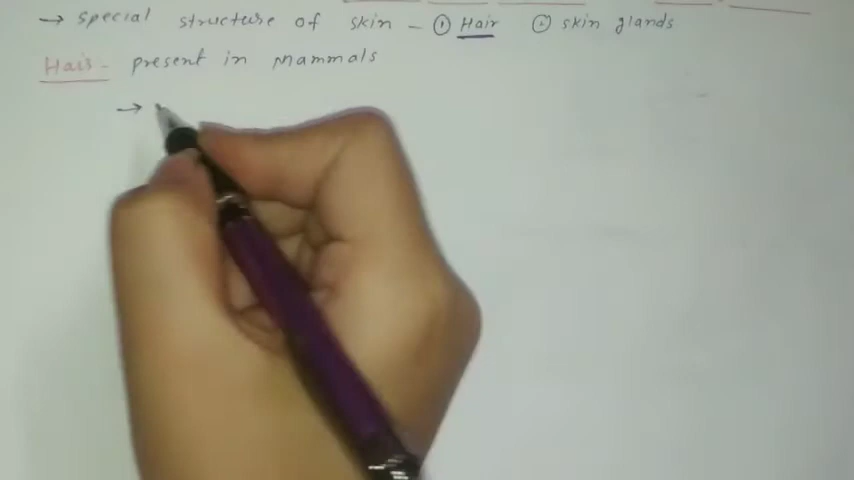 → special structure of skin - ① Hair ② skin glands
Hair - present in Mammals
→